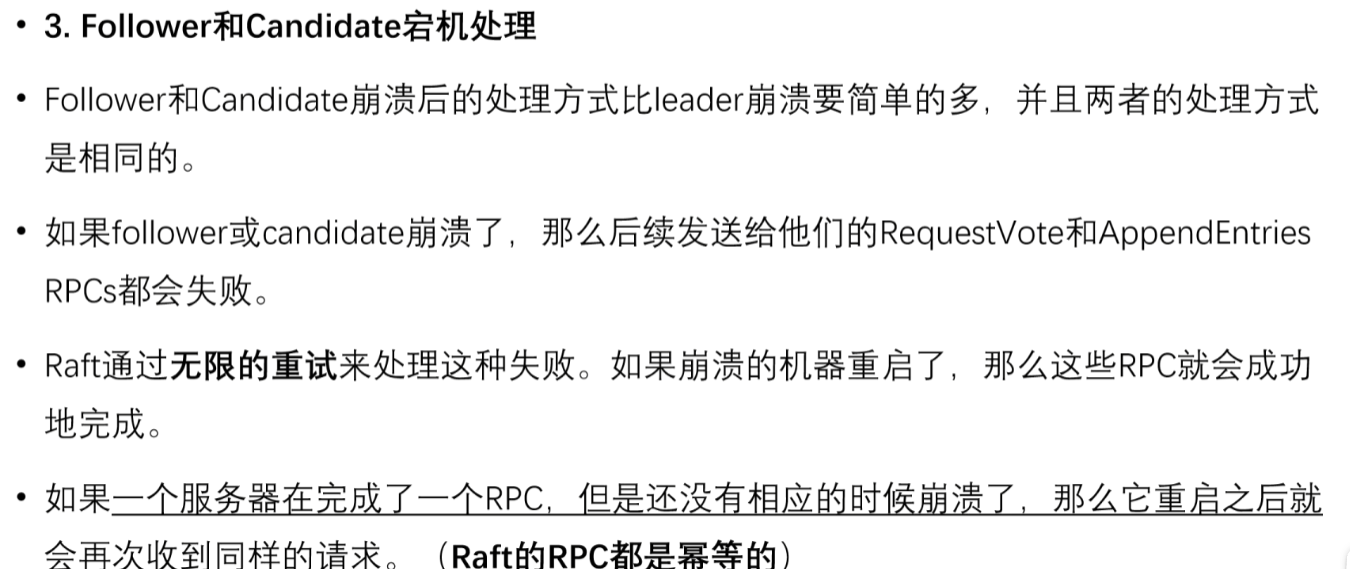 • 3. Follower和Candidate宕机处理
• Follower和Candidate崩溃后的处理方式比leader崩溃要简单的多，并且两者的处理方式
是相同的。
• 如果follower或candidate崩溃了，那么后续发送给他们的RequestVote和AppendEntries
RPCs都会失败。
• Raft通过无限的重试来处理这种失败。如果崩溃的机器重启了，那么这些RPC就会成功
地完成。
• 如果一个服务器在完成了一个RPC，但是还没有相应的时候崩溃了，那么它重启之后就
会再次收到同样的请求。（Raft的RPC都是幂等的）